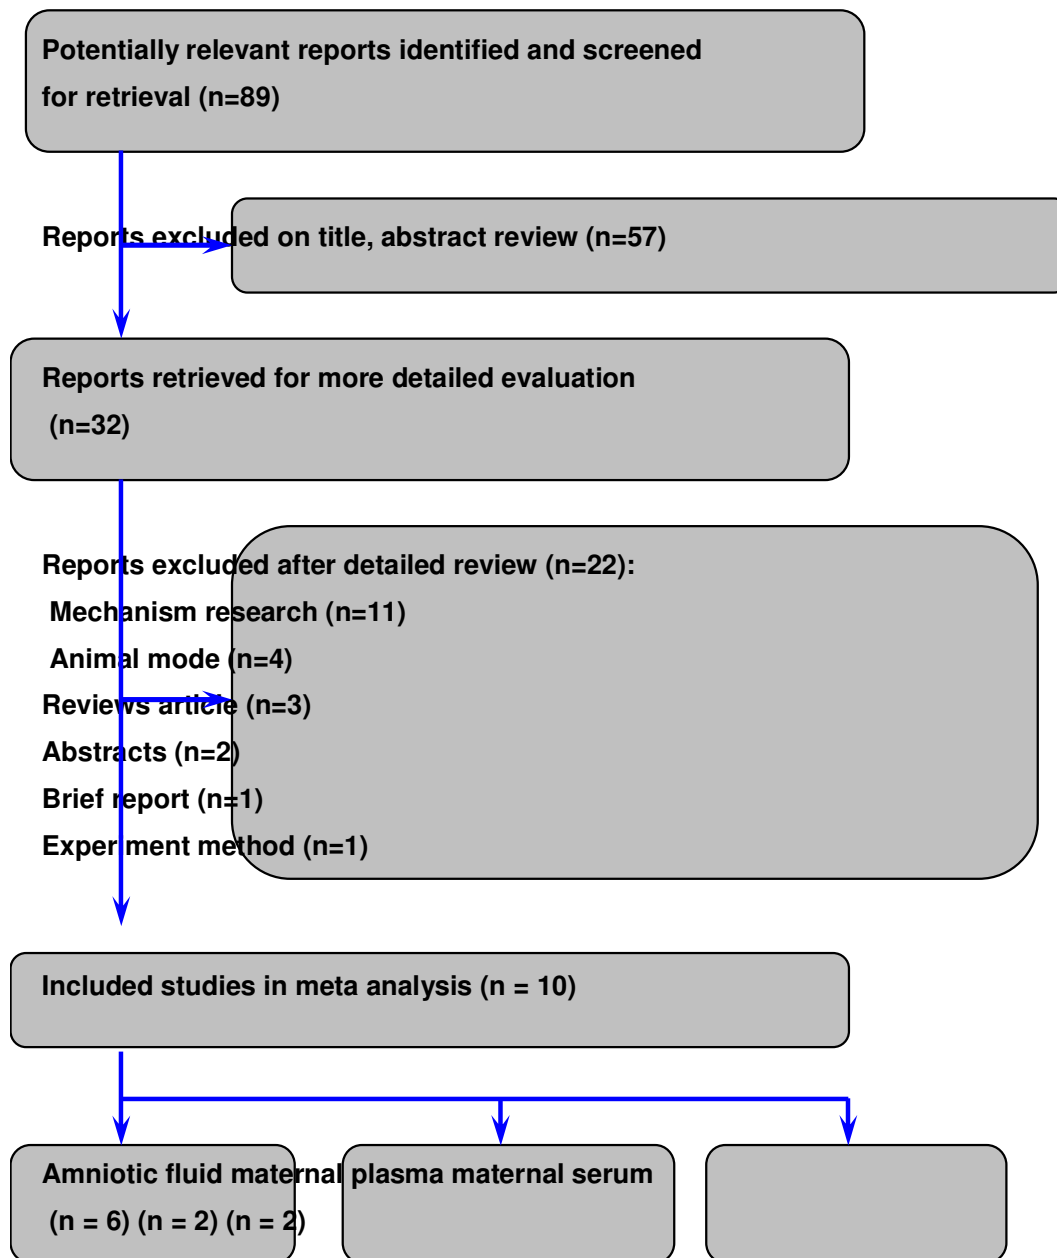 Potentially relevant reports identified and screened
for retrieval (n=89)
Reports excluded on title, abstract review (n=57)
Reports retrieved for more detailed evaluation
(n=32)
Reports excluded after detailed review (n=22):
Mechanism research (n=11)
Animal mode (n=4)
Reviews article (n=3)
Abstracts (n=2)
Brief report (n=1)
Experiment method (n=1)
Included studies in meta analysis (n = 10)
Amniotic fluid maternal plasma maternal serum
(n = 6) (n = 2) (n = 2)